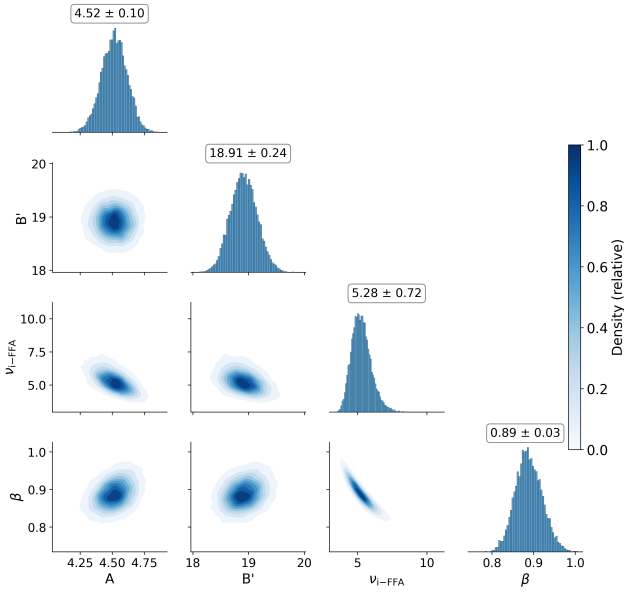 4.52 ± 0.10
20
19
18
B'
18.91 ± 0.24
10.0
7.5
5.0
ν i−FFA
5.28 ± 0.72
1.0
0.9
0.8
β
0.89 ± 0.03
4.25 4.50 4.75
A
18 19 20
B'
5 10
ν i−FFA
0.8 0.9 1.0
β
1.0
0.8
0.6
0.4
0.2
0.0
Density (relative)